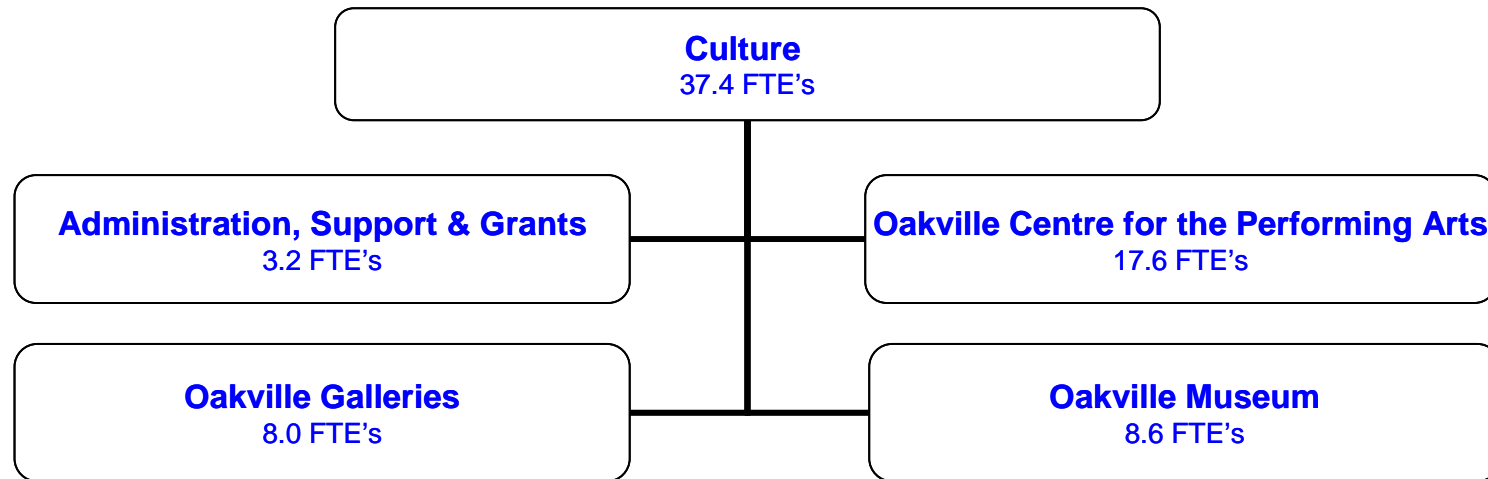 Culture
37.4 FTE’s
Administration, Support & Grants
3.2 FTE’s
Oakville Centre for the Performing Arts
17.6 FTE’s
Oakville Galleries
8.0 FTE’s
Oakville Museum
8.6 FTE’s